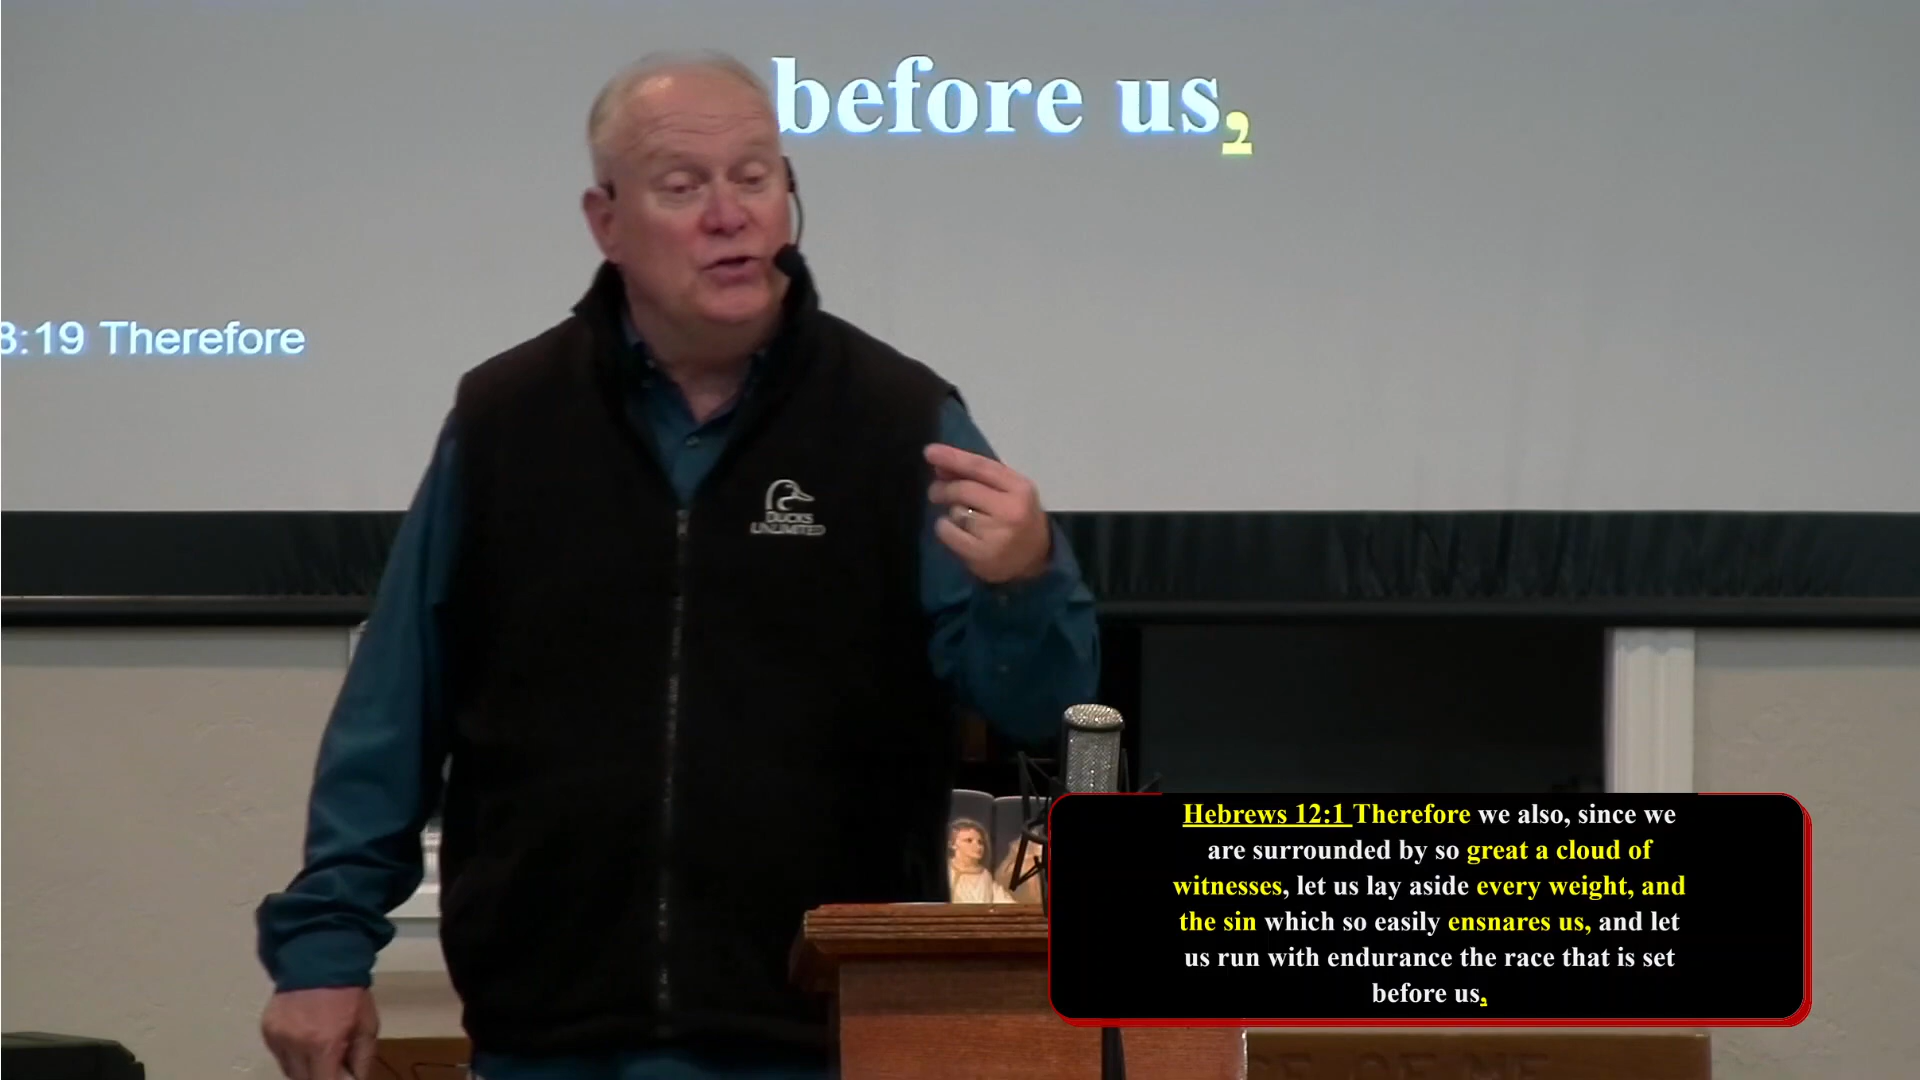 before us,
8:19 Therefore
DUCKS
UNLIMITED
Hebrews 12:1 Therefore we also, since we
are surrounded by so great a cloud of
witnesses, let us lay aside every weight, and
the sin which so easily ensnares us, and let
us run with endurance the race that is set
before us,
OF ME